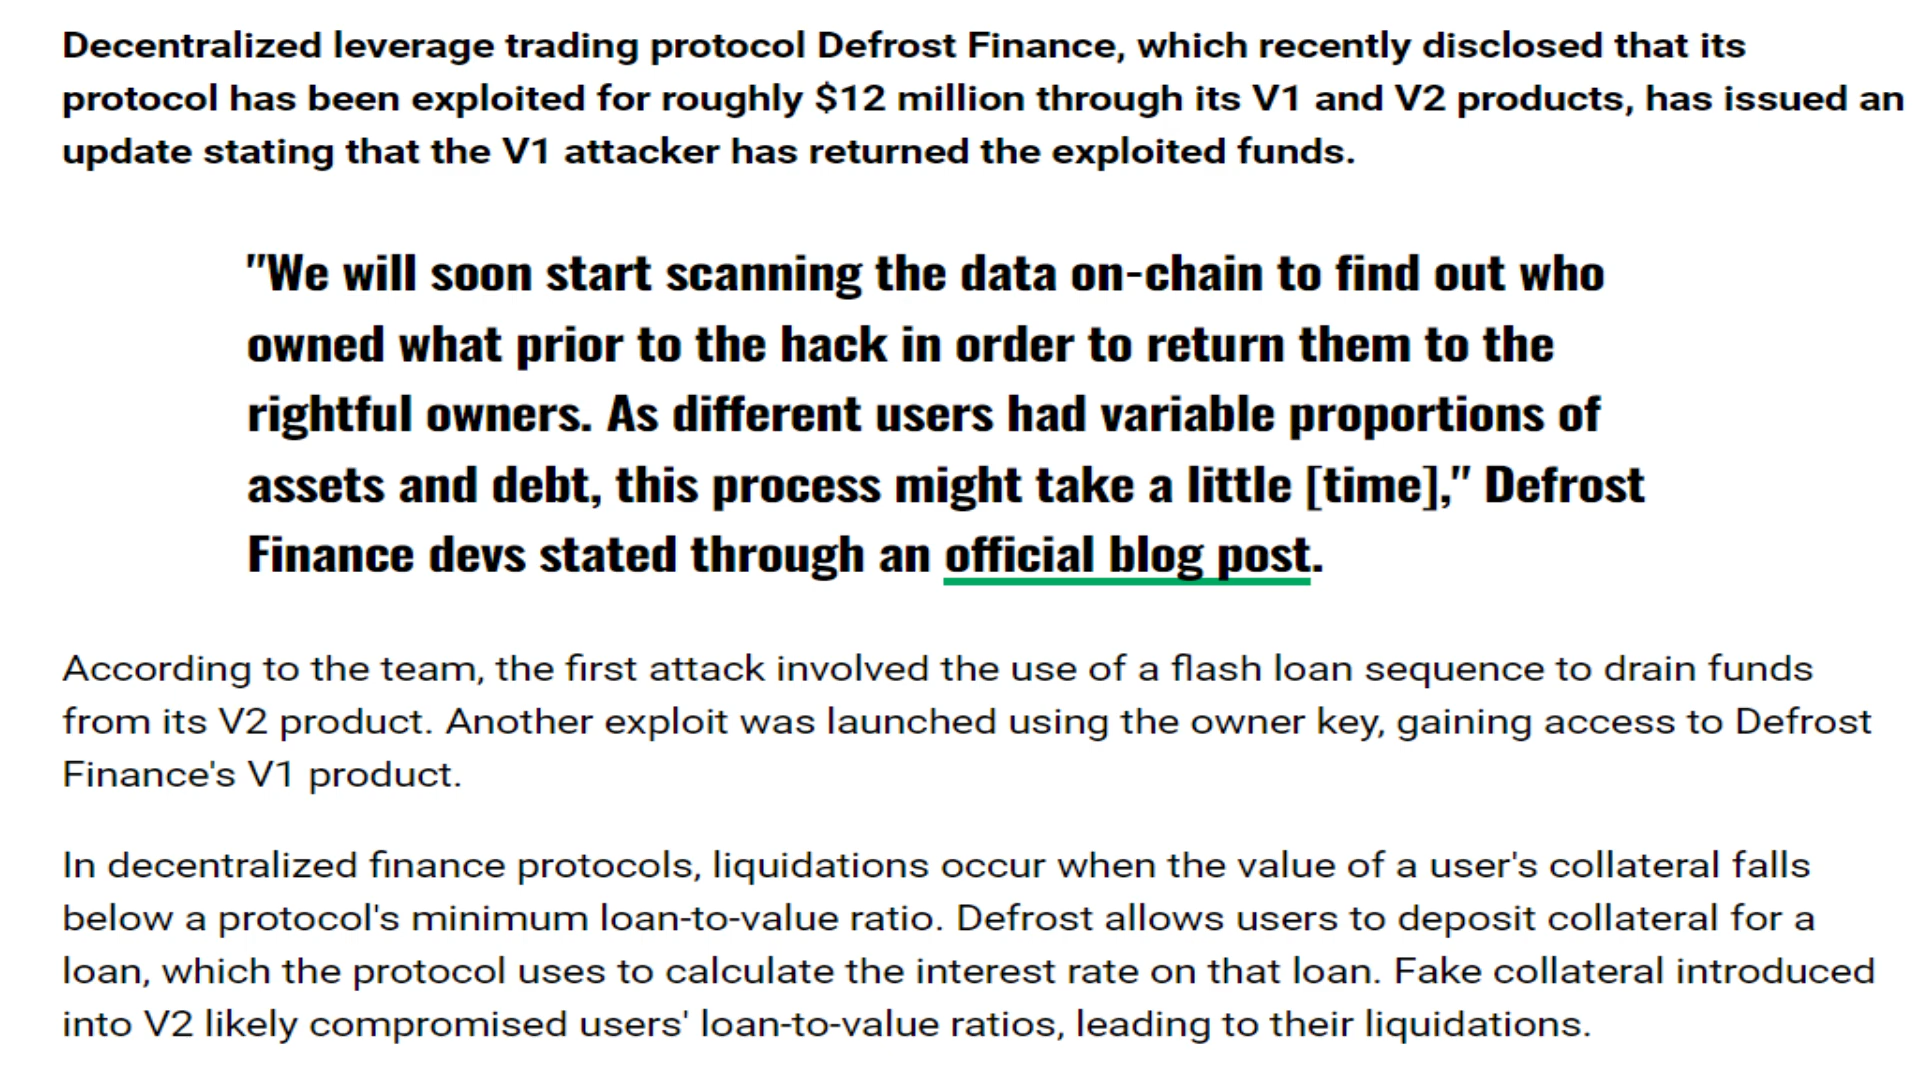 Decentralized leverage trading protocol Defrost Finance, which recently disclosed that its
protocol has been exploited for roughly $12 million through its V1 and V2 products, has issued an
update stating that the V1 attacker has returned the exploited funds.
"We will soon start scanning the data on-chain to find out who
owned what prior to the hack in order to return them to the
rightful owners. As different users had variable proportions of
assets and debt, this process might take a little [time]," Defrost
Finance devs stated through an official blog post.
According to the team, the first attack involved the use of a flash loan sequence to drain funds
from its V2 product. Another exploit was launched using the owner key, gaining access to Defrost
Finance's V1 product.
In decentralized finance protocols, liquidations occur when the value of a user's collateral falls
below a protocol's minimum loan-to-value ratio. Defrost allows users to deposit collateral for a
loan, which the protocol uses to calculate the interest rate on that loan. Fake collateral introduced
into V2 likely compromised users' loan-to-value ratios, leading to their liquidations.